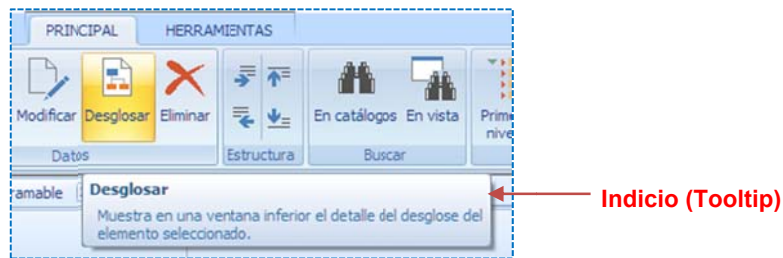 PRINCIPAL HERRAMIENTAS
Modificar Desglosar Eliminar En catálogos En vista
Datos Estructura Buscar
Desglosar
Muestra en una ventana inferior el detalle del desglose del
elemento seleccionado.
Indicio (Tooltip)